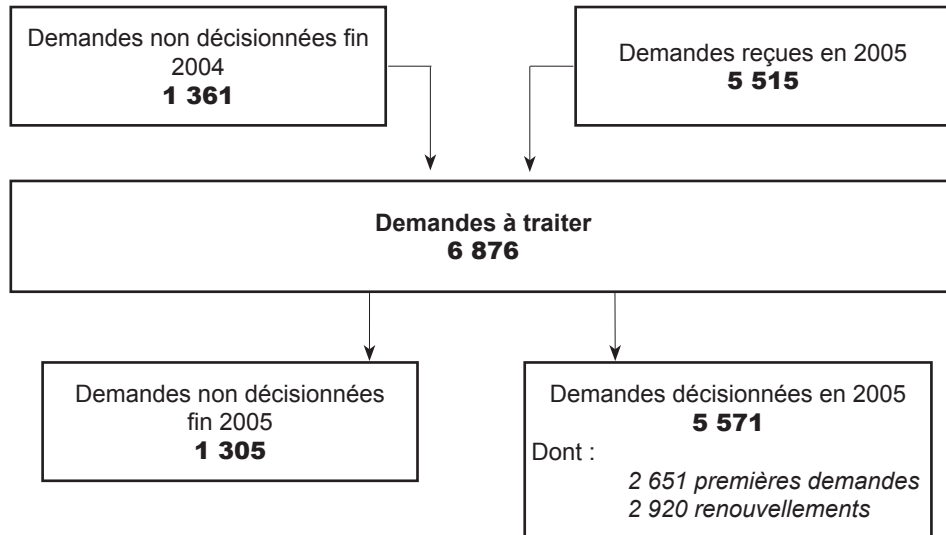 Demandes non décisionnées fin
2004
1 361
Demandes reçues en 2005
5 515
Demandes à traiter
6 876
Demandes non décisionnées
fin 2005
1 305
Demandes décisionnées en 2005
5 571
Dont :
2 651 premières demandes
2 920 renouvellements